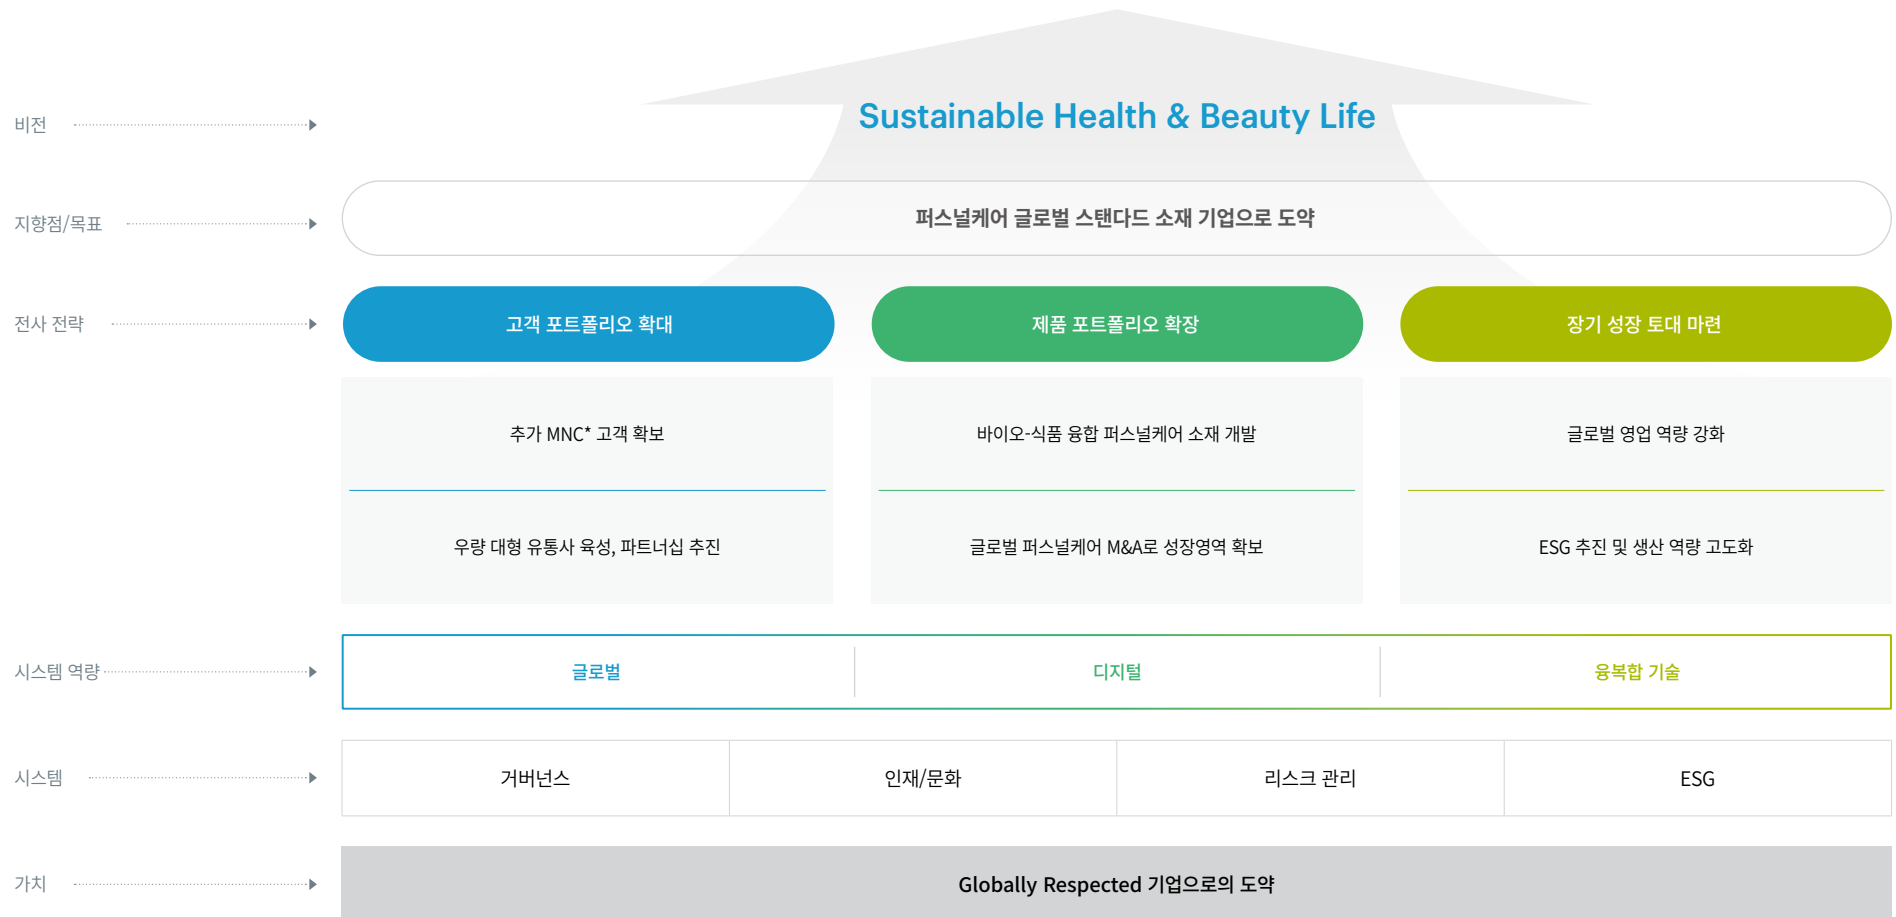 비전
Sustainable Health & Beauty Life
지향점/목표
퍼스널케어 글로벌 스탠다드 소재 기업으로 도약
전사 전략
고객 포트폴리오 확대
제품 포트폴리오 확장
장기 성장 토대 마련
추가 MNC* 고객 확보
바이오-식품 융합 퍼스널케어 소재 개발
글로벌 영업 역량 강화
우량 대형 유통사 육성, 파트너십 추진
글로벌 퍼스널케어 M&A로 성장영역 확보
ESG 추진 및 생산 역량 고도화
시스템 역량
글로벌
디지털
융복합 기술
시스템
거버넌스
인재/문화
리스크 관리
ESG
가치
Globally Respected 기업으로의 도약